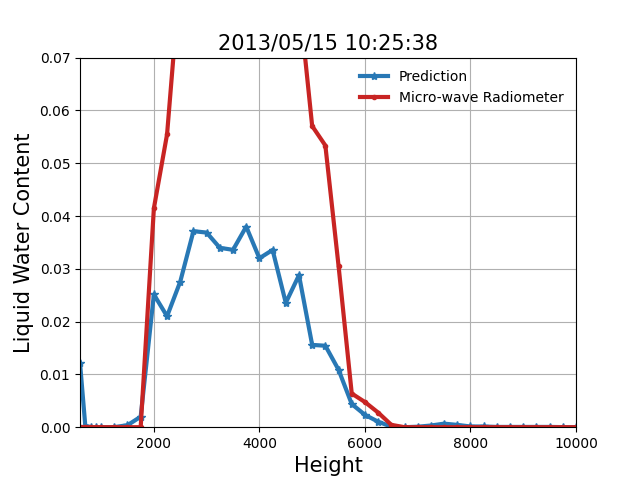 2013/05/15 10:25:38
Prediction
Micro-wave Radiometer
Liquid Water Content
0.07
0.06
0.05
0.04
0.03
0.02
0.01
0.00
2000 4000 6000 8000 10000
Height